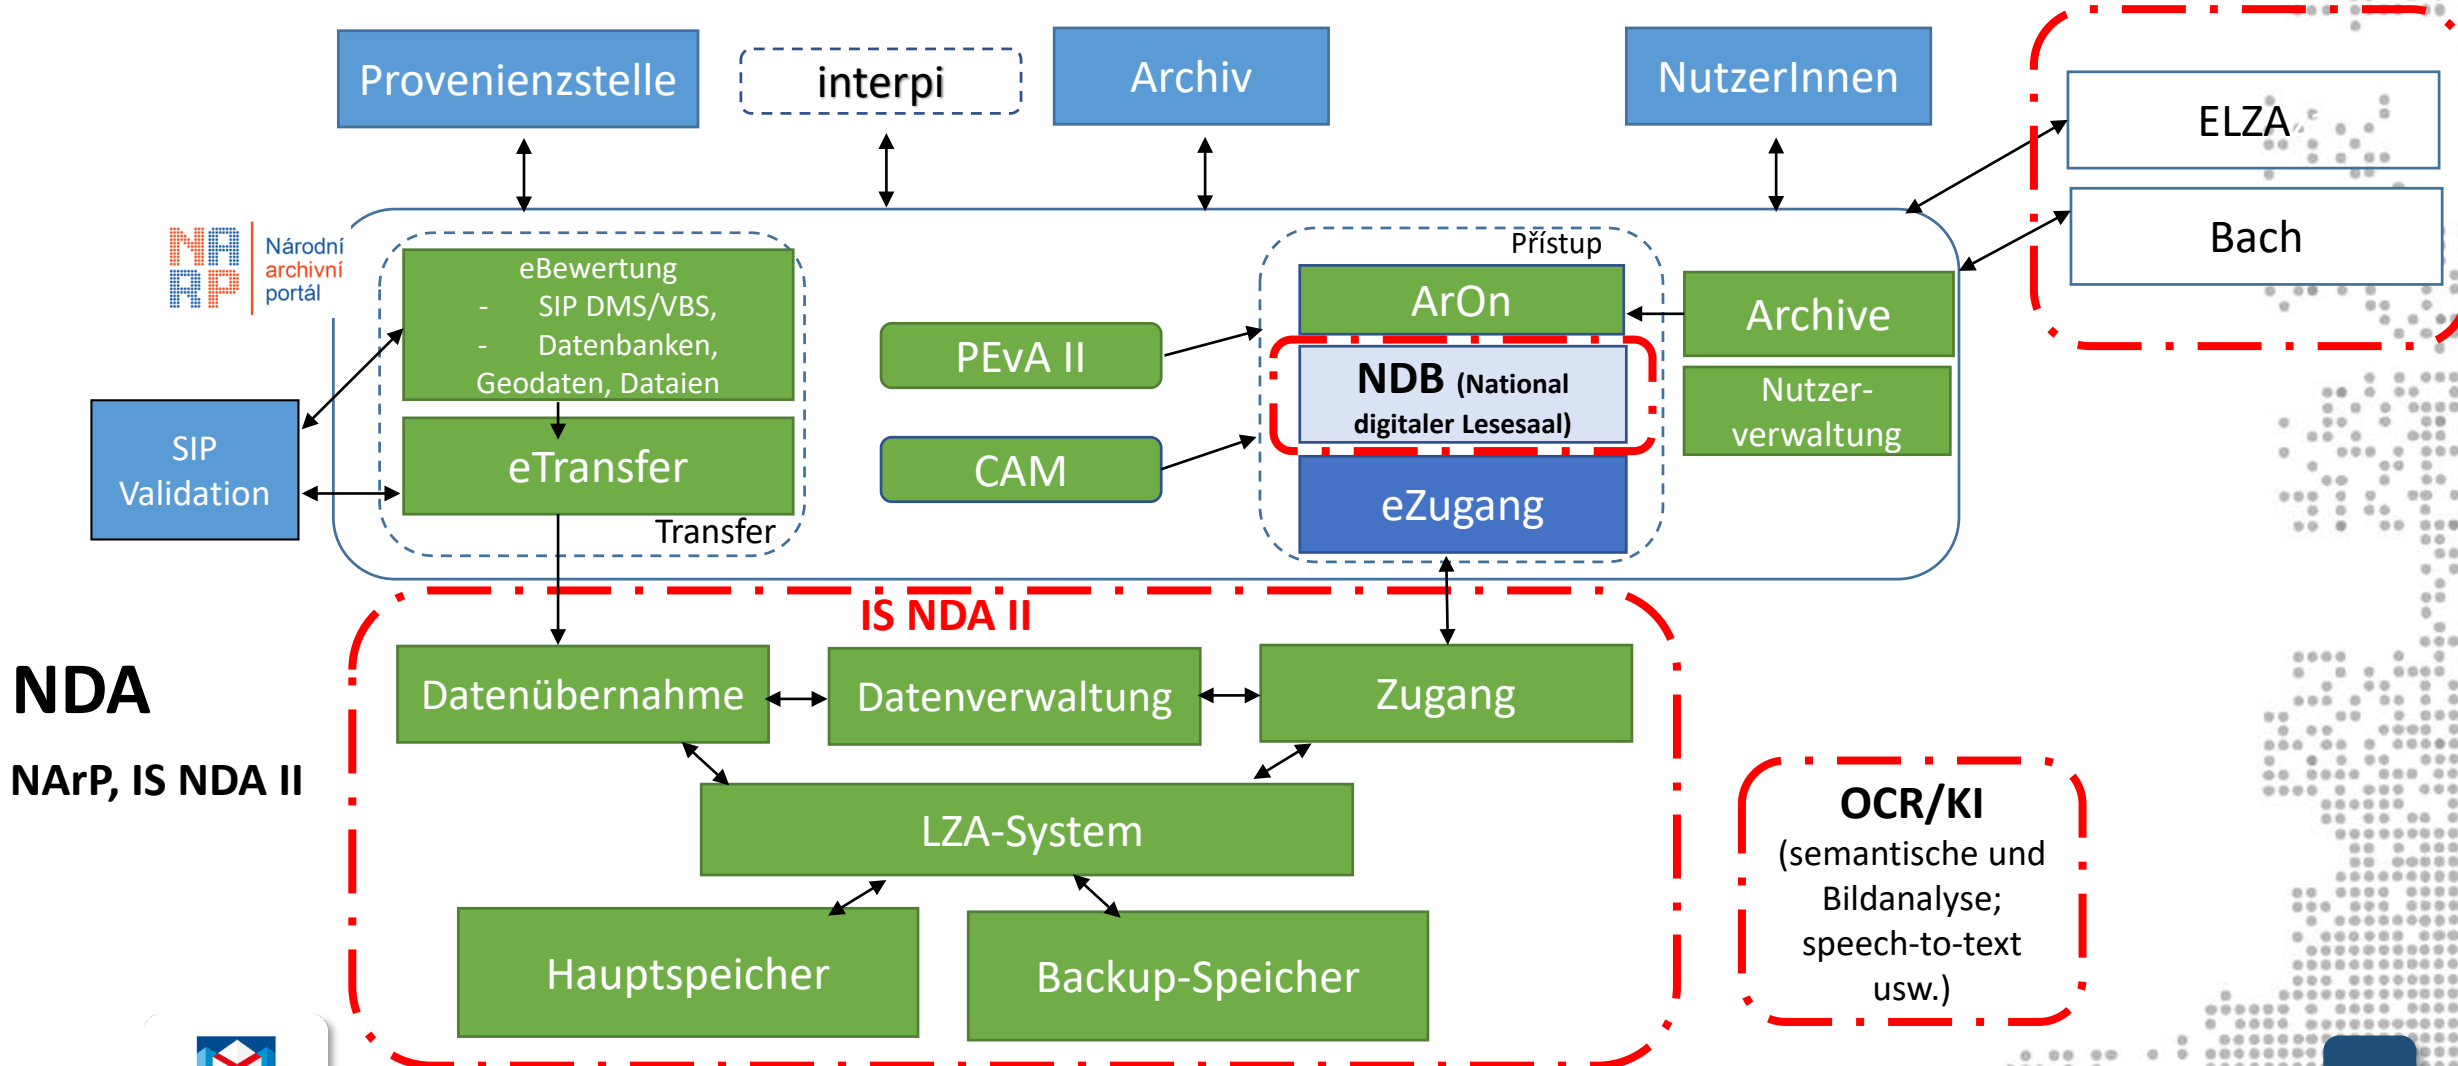 Provenienzstelle
interpi
Archiv
NutzerInnen
ELZA
Bach
NA
RP
Národní
archivní
portál
eBewertung
- SIP DMS/VBS,
- Datenbanken,
Geodaten, Dataien
eTransfer
Transfer
SIP
Validation
PEvA II
CAM
Přístup
ArOn
NDB (National
digitaler Lesesaal)
eZugang
Archive
Nutzer-
verwaltung
IS NDA II
NDA
NArP, IS NDA II
Datenübernahme
Datenverwaltung
Zugang
LZA-System
Hauptspeicher
Backup-Speicher
OCR/KI
(semantische und
Bildanalyse;
speech-to-text
usw.)